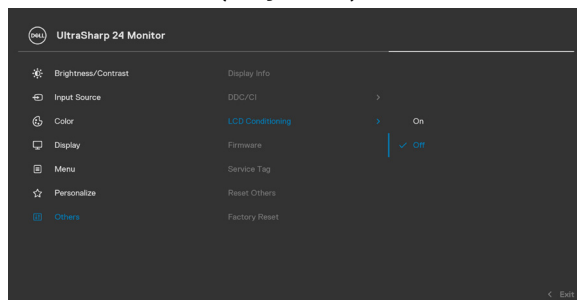 DELL UltraSharp 24 Monitor
Brightness/Contrast Display Info
Input Source DDC/CI >
Color LCD Conditioning > On
Display Firmware ✓ Off
Menu Service Tag
Personalize Reset Others
Others Factory Reset
< Exit